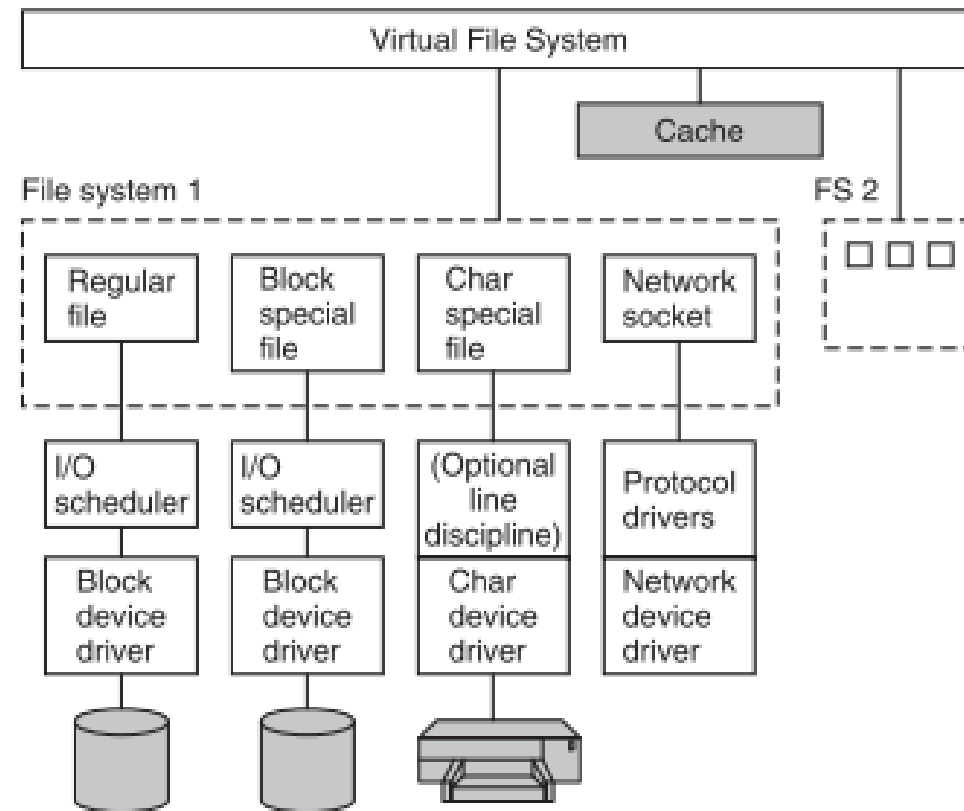 Virtual File System
Cache
File system 1
FS 2
Regular
file
Block
special
file
Char
special
file
Network
socket
I/O
scheduler
I/O
scheduler
(Optional
line
discipline)
Protocol
drivers
Block
device
driver
Block
device
driver
Char
device
driver
Network
device
driver